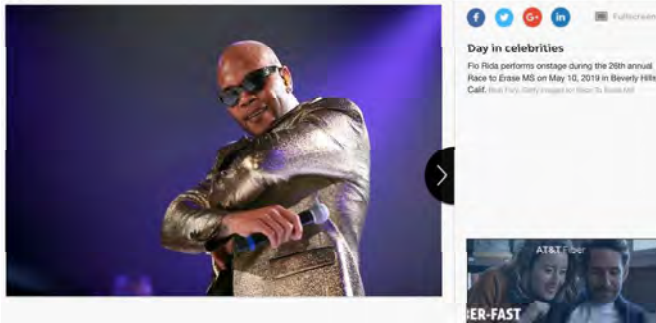 Fullscreen
Day in celebrities
Flo Rida performs onstage during the 26th annual
Race to Erase MS on May 10, 2019 in Beverly Hills
Calif.
AT&T Fiber
BER-FAST